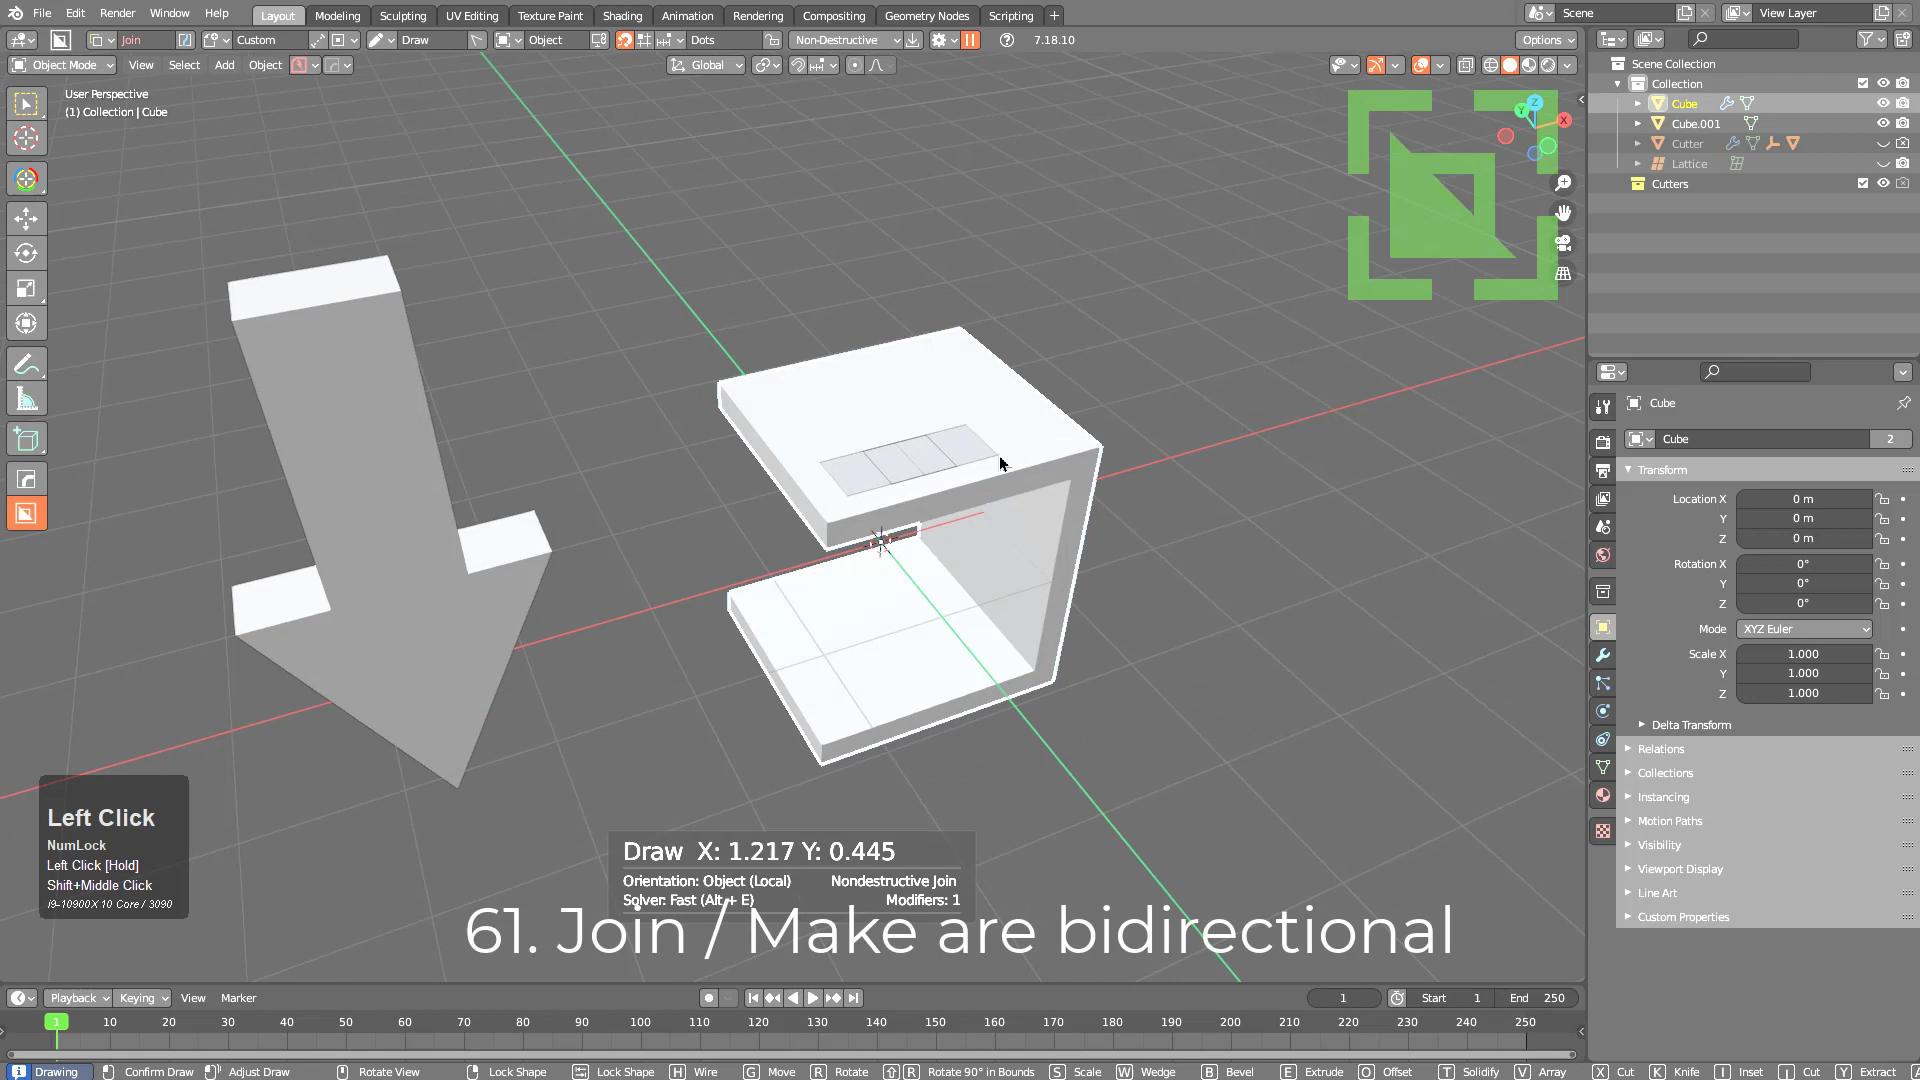 File Edit Render Window Help Layout Modeling Sculpting UV Editing Texture Paint Shading Animation Rendering Compositing Geometry Nodes Scripting + Scene View Layer
Join Custom Draw Object Dots Non-Destructive 7.18.10 Options
Object Mode View Select Add Object Global
User Perspective
(1) Collection | Cube
Z
Y
X
Scene Collection
Collection
Cube
Cube.001
Cutter
Lattice
Cutters
Cube
Cube 2
Transform
Location X 0 m
Y 0 m
Z 0 m
Rotation X 0°
Y 0°
Z 0°
Mode XYZ Euler
Scale X 1.000
Y 1.000
Z 1.000
Delta Transform
Relations
Collections
Instancing
Motion Paths
Visibility
Viewport Display
Line Art
Custom Properties
Left Click
NumLock
Left Click [Hold]
Shift+Middle Click
i9-10900X 10 Core / 3090
Draw X: 1.217 Y: 0.445
Orientation: Object (Local) Nondestructive Join
Solver: Fast (Alt + E) Modifiers: 1
61. Join / Make are bidirectional
Playback Keying View Marker 1 Start 1 End 250
1 10 20 30 40 50 60 70 80 90 100 110 120 130 140 150 160 170 180 190 200 210 220 230 240 250
Drawing Confirm Draw Adjust Draw Rotate View Lock Shape Lock Shape H Wire G Move R Rotate R Rotate 90° in Bounds S Scale W Wedge B Bevel E Extrude O Offset T Solidify V Array X Cut K Knife I Inset J Cut Y Extract